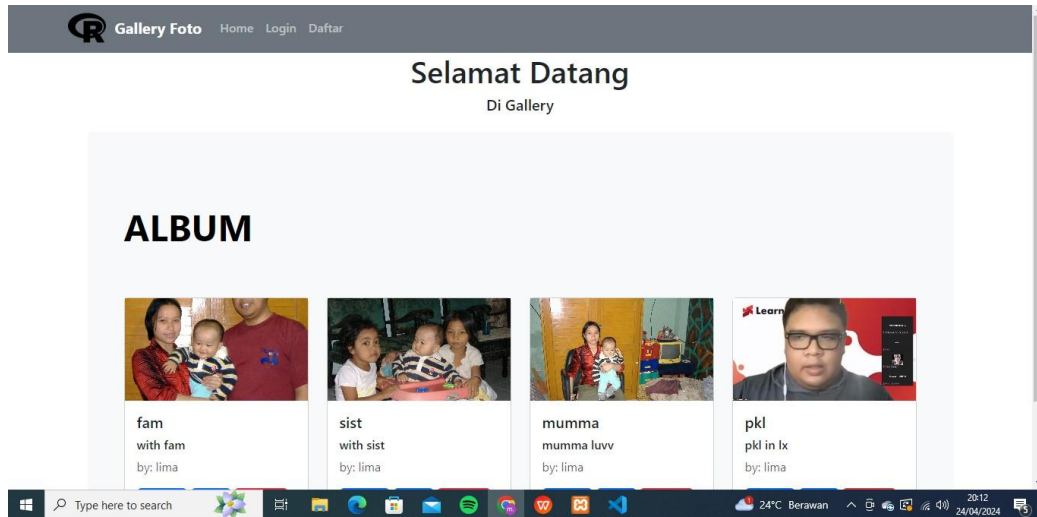 Gallery Foto Home Login Daftar
Selamat Datang
Di Gallery
ALBUM
Learn
fam
with fam
by: lima
sist
with sist
by: lima
mumma
mumma luvv
by: lima
pkl
pkl in lx
by: lima
Type here to search
24°C Berawan
20:12
24/04/2024
5